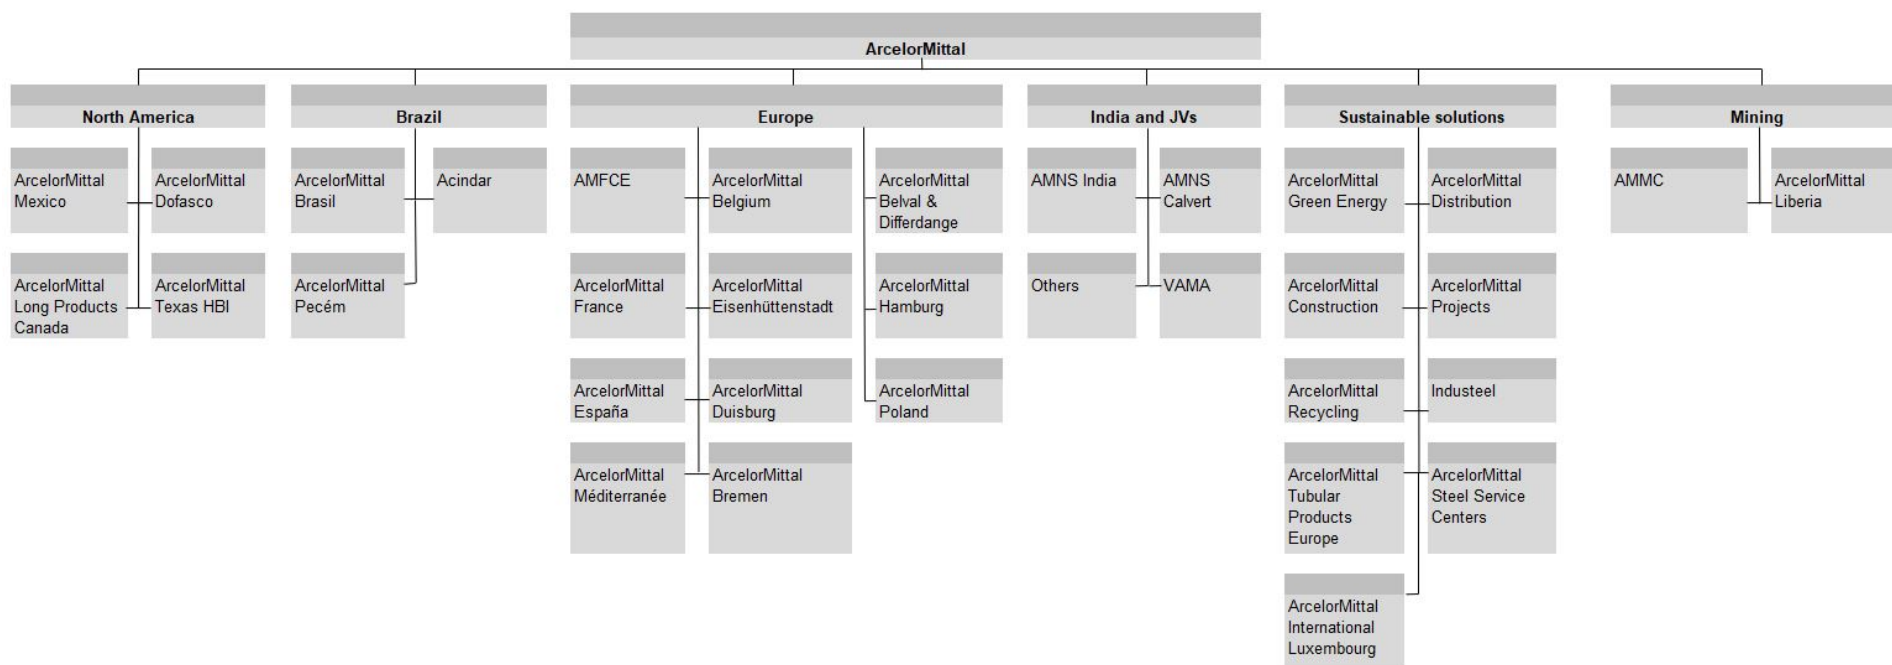 ArcelorMittal
North America
Brazil
Europe
India and JVs
Sustainable solutions
Mining
ArcelorMittal
Mexico
ArcelorMittal
Dofasco
ArcelorMittal
Long Products
Canada
ArcelorMittal
Texas HBI
ArcelorMittal
Brasil
Acindar
ArcelorMittal
Pecém
AMFCE
ArcelorMittal
Belgium
ArcelorMittal
Belval &
Differdange
ArcelorMittal
France
ArcelorMittal
Eisenhüttenstadt
ArcelorMittal
Hamburg
ArcelorMittal
España
ArcelorMittal
Duisburg
ArcelorMittal
Poland
ArcelorMittal
Méditerranée
ArcelorMittal
Bremen
AMNS India
AMNS
Calvert
Others
VAMA
ArcelorMittal
Green Energy
ArcelorMittal
Distribution
ArcelorMittal
Construction
ArcelorMittal
Projects
ArcelorMittal
Recycling
Industeel
ArcelorMittal
Tubular
Products
Europe
ArcelorMittal
Steel Service
Centers
ArcelorMittal
International
Luxembourg
AMMC
ArcelorMittal
Liberia